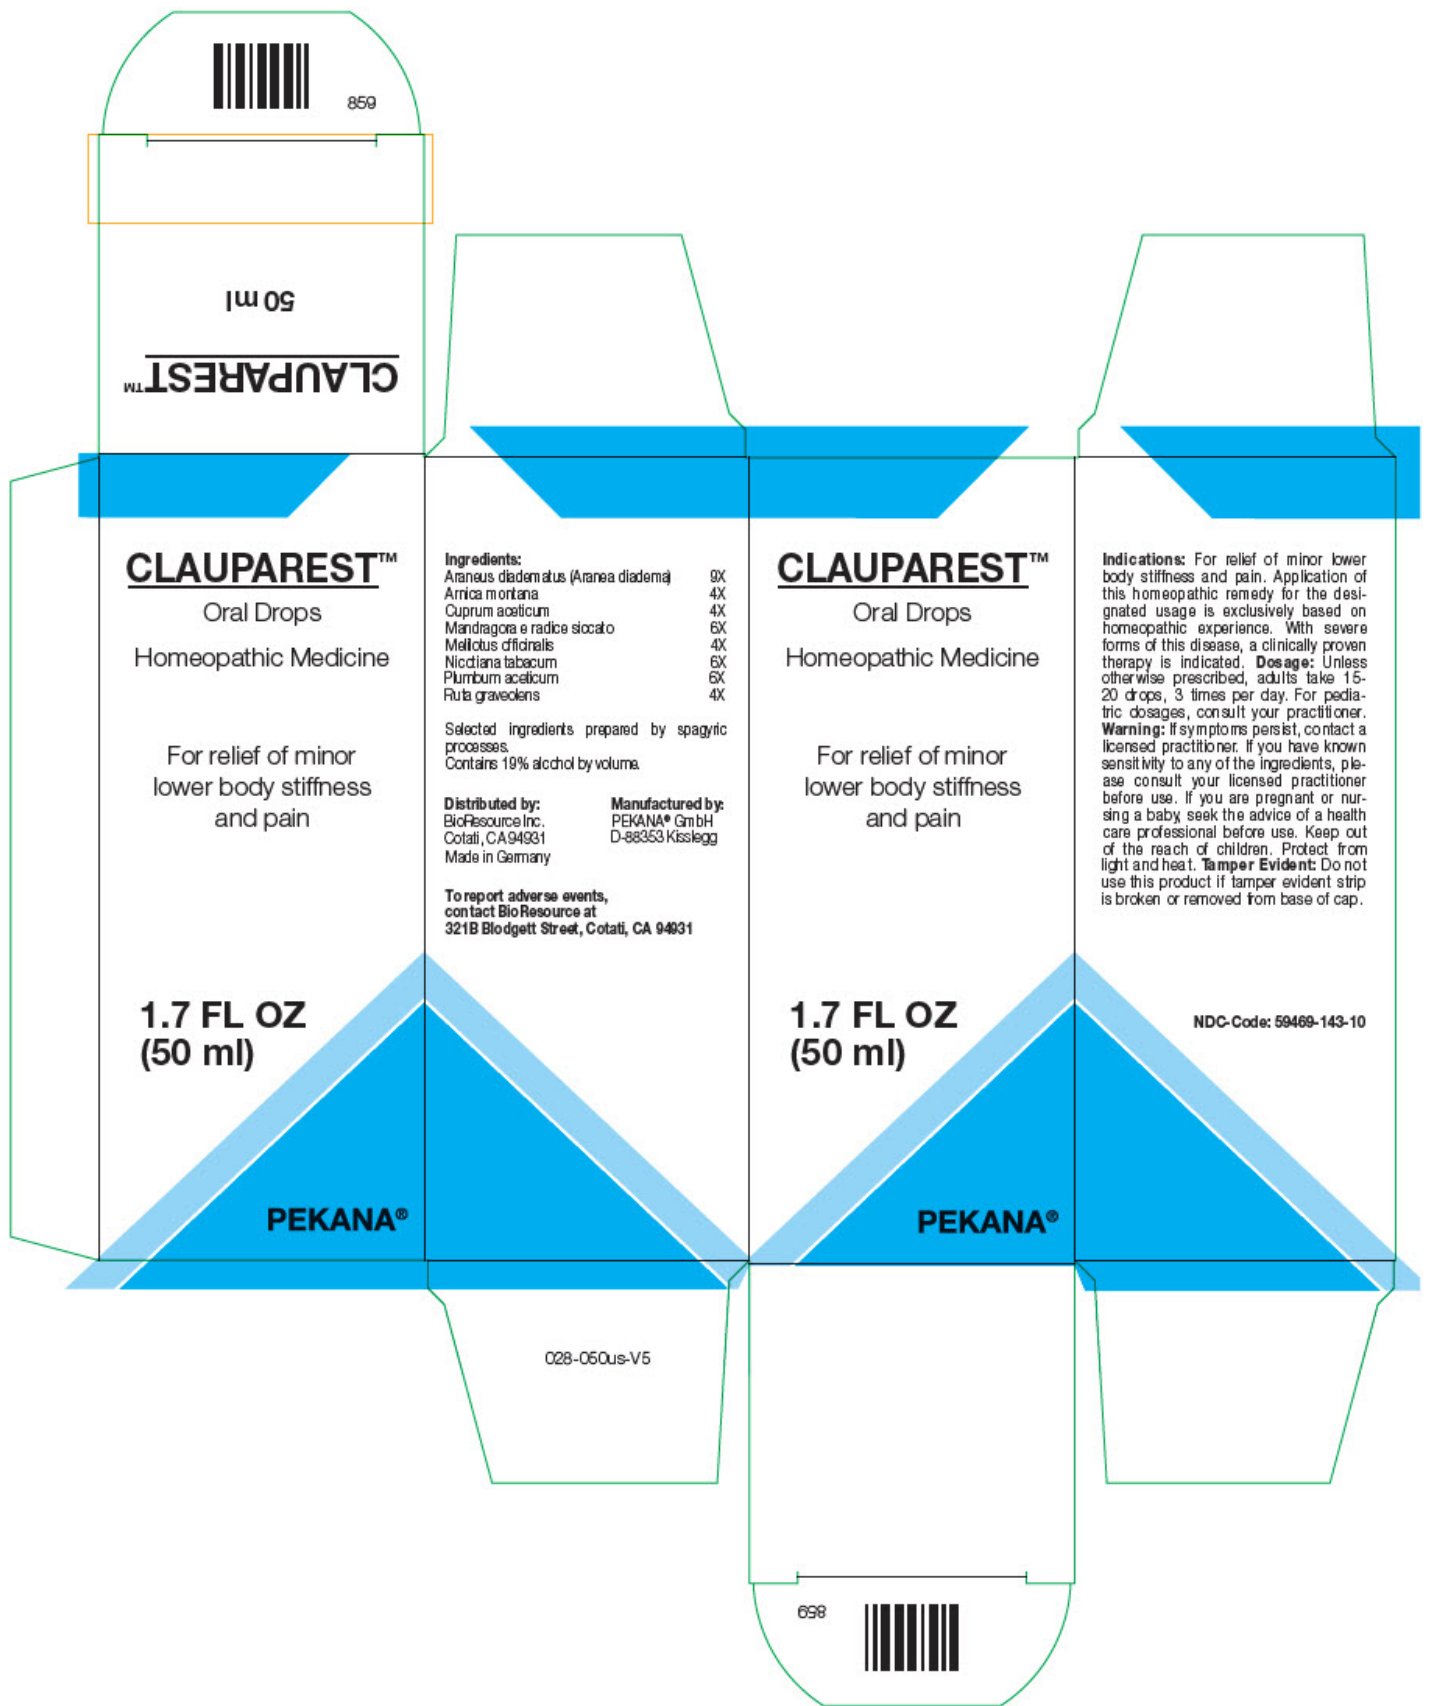 859
50 ml
CLAUPAREST™
CLAUPAREST™
Oral Drops
Homeopathic Medicine
For relief of minor
lower body stiffness
and pain
1.7 FL OZ
(50 ml)
PEKANA®
Ingredients:
Araneus diadematus (Aranea diadema) 9X
Arnica montana 4X
Cuprum aceticum 4X
Mandragora e radice siccato 6X
Melilotus officinalis 4X
Nicotiana tabacum 6X
Plumbum aceticum 6X
Ruta graveolens 4X
Selected ingredients prepared by spagyric
processes.
Contains 19% alcohol by volume.
Distributed by: Manufactured by:
BioResource Inc. PEKANA® GmbH
Cotati, CA 94931 D-88353 Kisslegg
Made in Germany
To report adverse events,
contact BioResource at
321B Blodgett Street, Cotati, CA 94931
028-050us-V5
CLAUPAREST™
Oral Drops
Homeopathic Medicine
For relief of minor
lower body stiffness
and pain
1.7 FL OZ
(50 ml)
PEKANA®
859
Indications: For relief of minor lower
body stiffness and pain. Application of
this homeopathic remedy for the desi-
gnated usage is exclusively based on
homeopathic experience. With severe
forms of this disease, a clinically proven
therapy is indicated. Dosage: Unless
otherwise prescribed, adults take 15-
20 drops, 3 times per day. For pedia-
tric dosages, consult your practitioner.
Warning: If symptoms persist, contact a
licensed practitioner. If you have known
sensitivity to any of the ingredients, ple-
ase consult your licensed practitioner
before use. If you are pregnant or nur-
sing a baby, seek the advice of a health
care professional before use. Keep out
of the reach of children. Protect from
light and heat. Tamper Evident: Do not
use this product if tamper evident strip
is broken or removed from base of cap.
NDC-Code: 59469-143-10